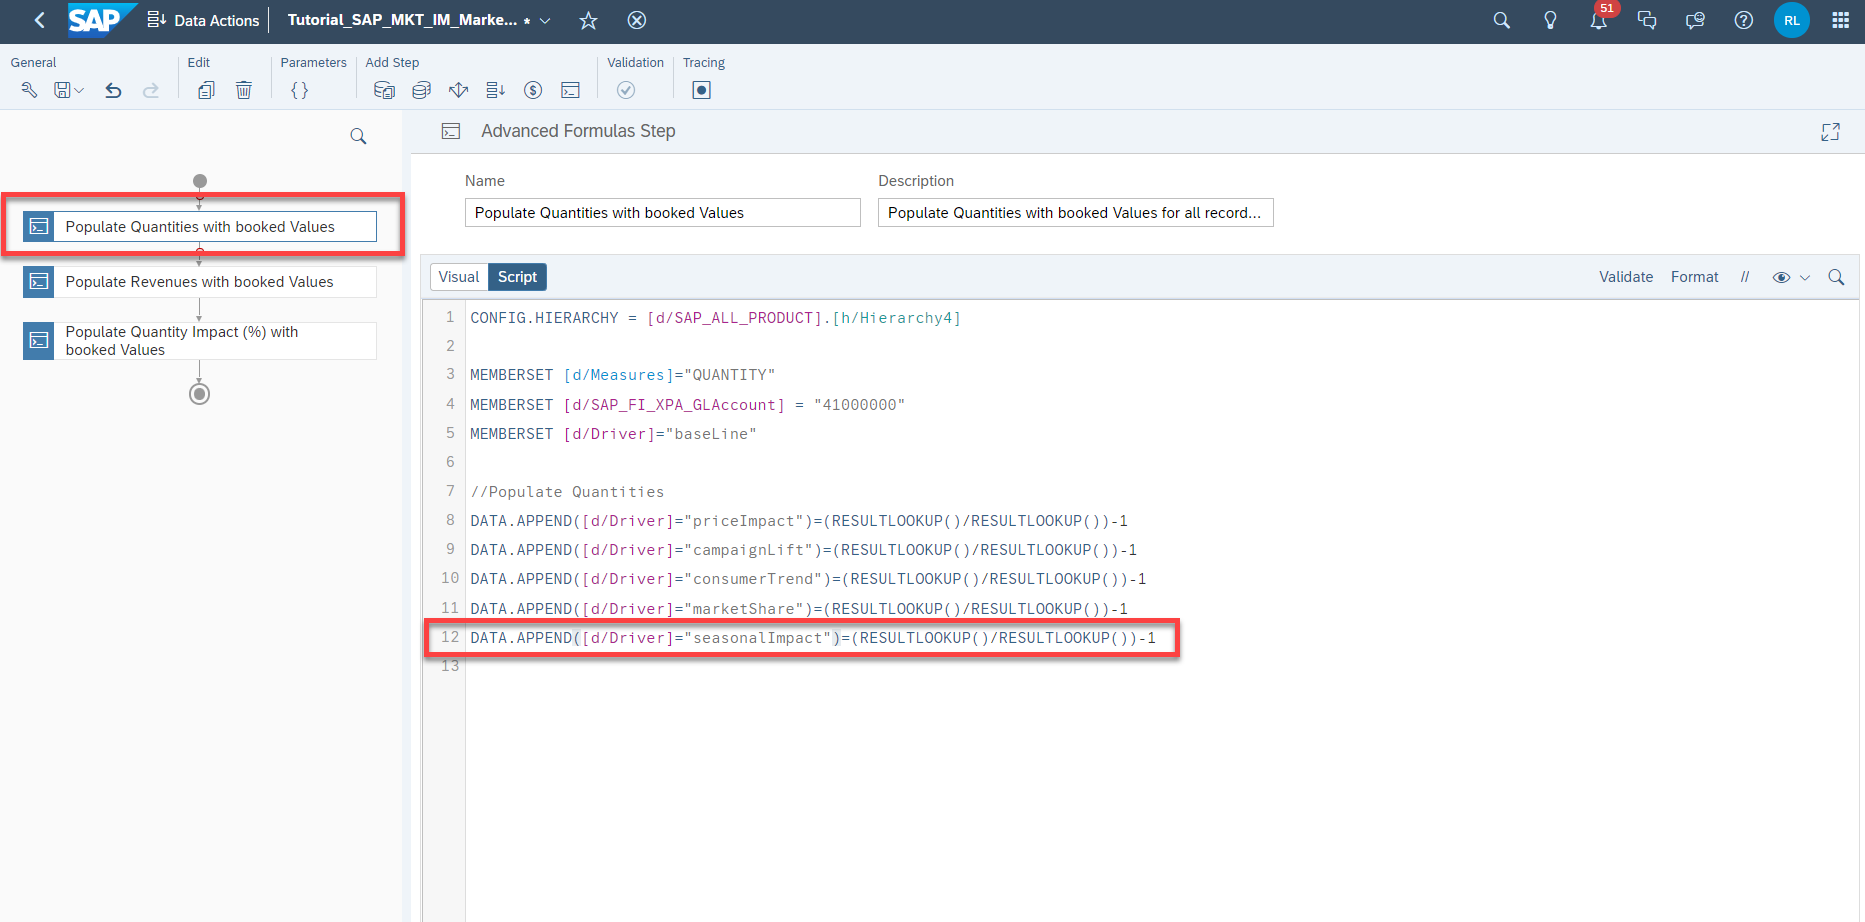 SAP Data Actions Tutorial_SAP_MKT_IM_Marke... * 51 RL
General Edit Parameters Add Step Validation Tracing
Advanced Formulas Step
Name Description
Populate Quantities with booked Values Populate Quantities with booked Values for all record...
Populate Quantities with booked Values
Populate Revenues with booked Values
Populate Quantity Impact (%) with
booked Values
Visual Script Validate Format //
1 CONFIG.HIERARCHY = [d/SAP_ALL_PRODUCT].[h/Hierarchy4]
2
3 MEMBERSET [d/Measures]="QUANTITY"
4 MEMBERSET [d/SAP_FI_XPA_GLAccount] = "41000000"
5 MEMBERSET [d/Driver]="baseLine"
6
7 //Populate Quantities
8 DATA.APPEND([d/Driver]="priceImpact")=(RESULTLOOKUP()/RESULTLOOKUP())-1
9 DATA.APPEND([d/Driver]="campaignLift")=(RESULTLOOKUP()/RESULTLOOKUP())-1
10 DATA.APPEND([d/Driver]="consumerTrend")=(RESULTLOOKUP()/RESULTLOOKUP())-1
11 DATA.APPEND([d/Driver]="marketShare")=(RESULTLOOKUP()/RESULTLOOKUP())-1
12 DATA.APPEND([d/Driver]="seasonalImpact")=(RESULTLOOKUP()/RESULTLOOKUP())-1
13